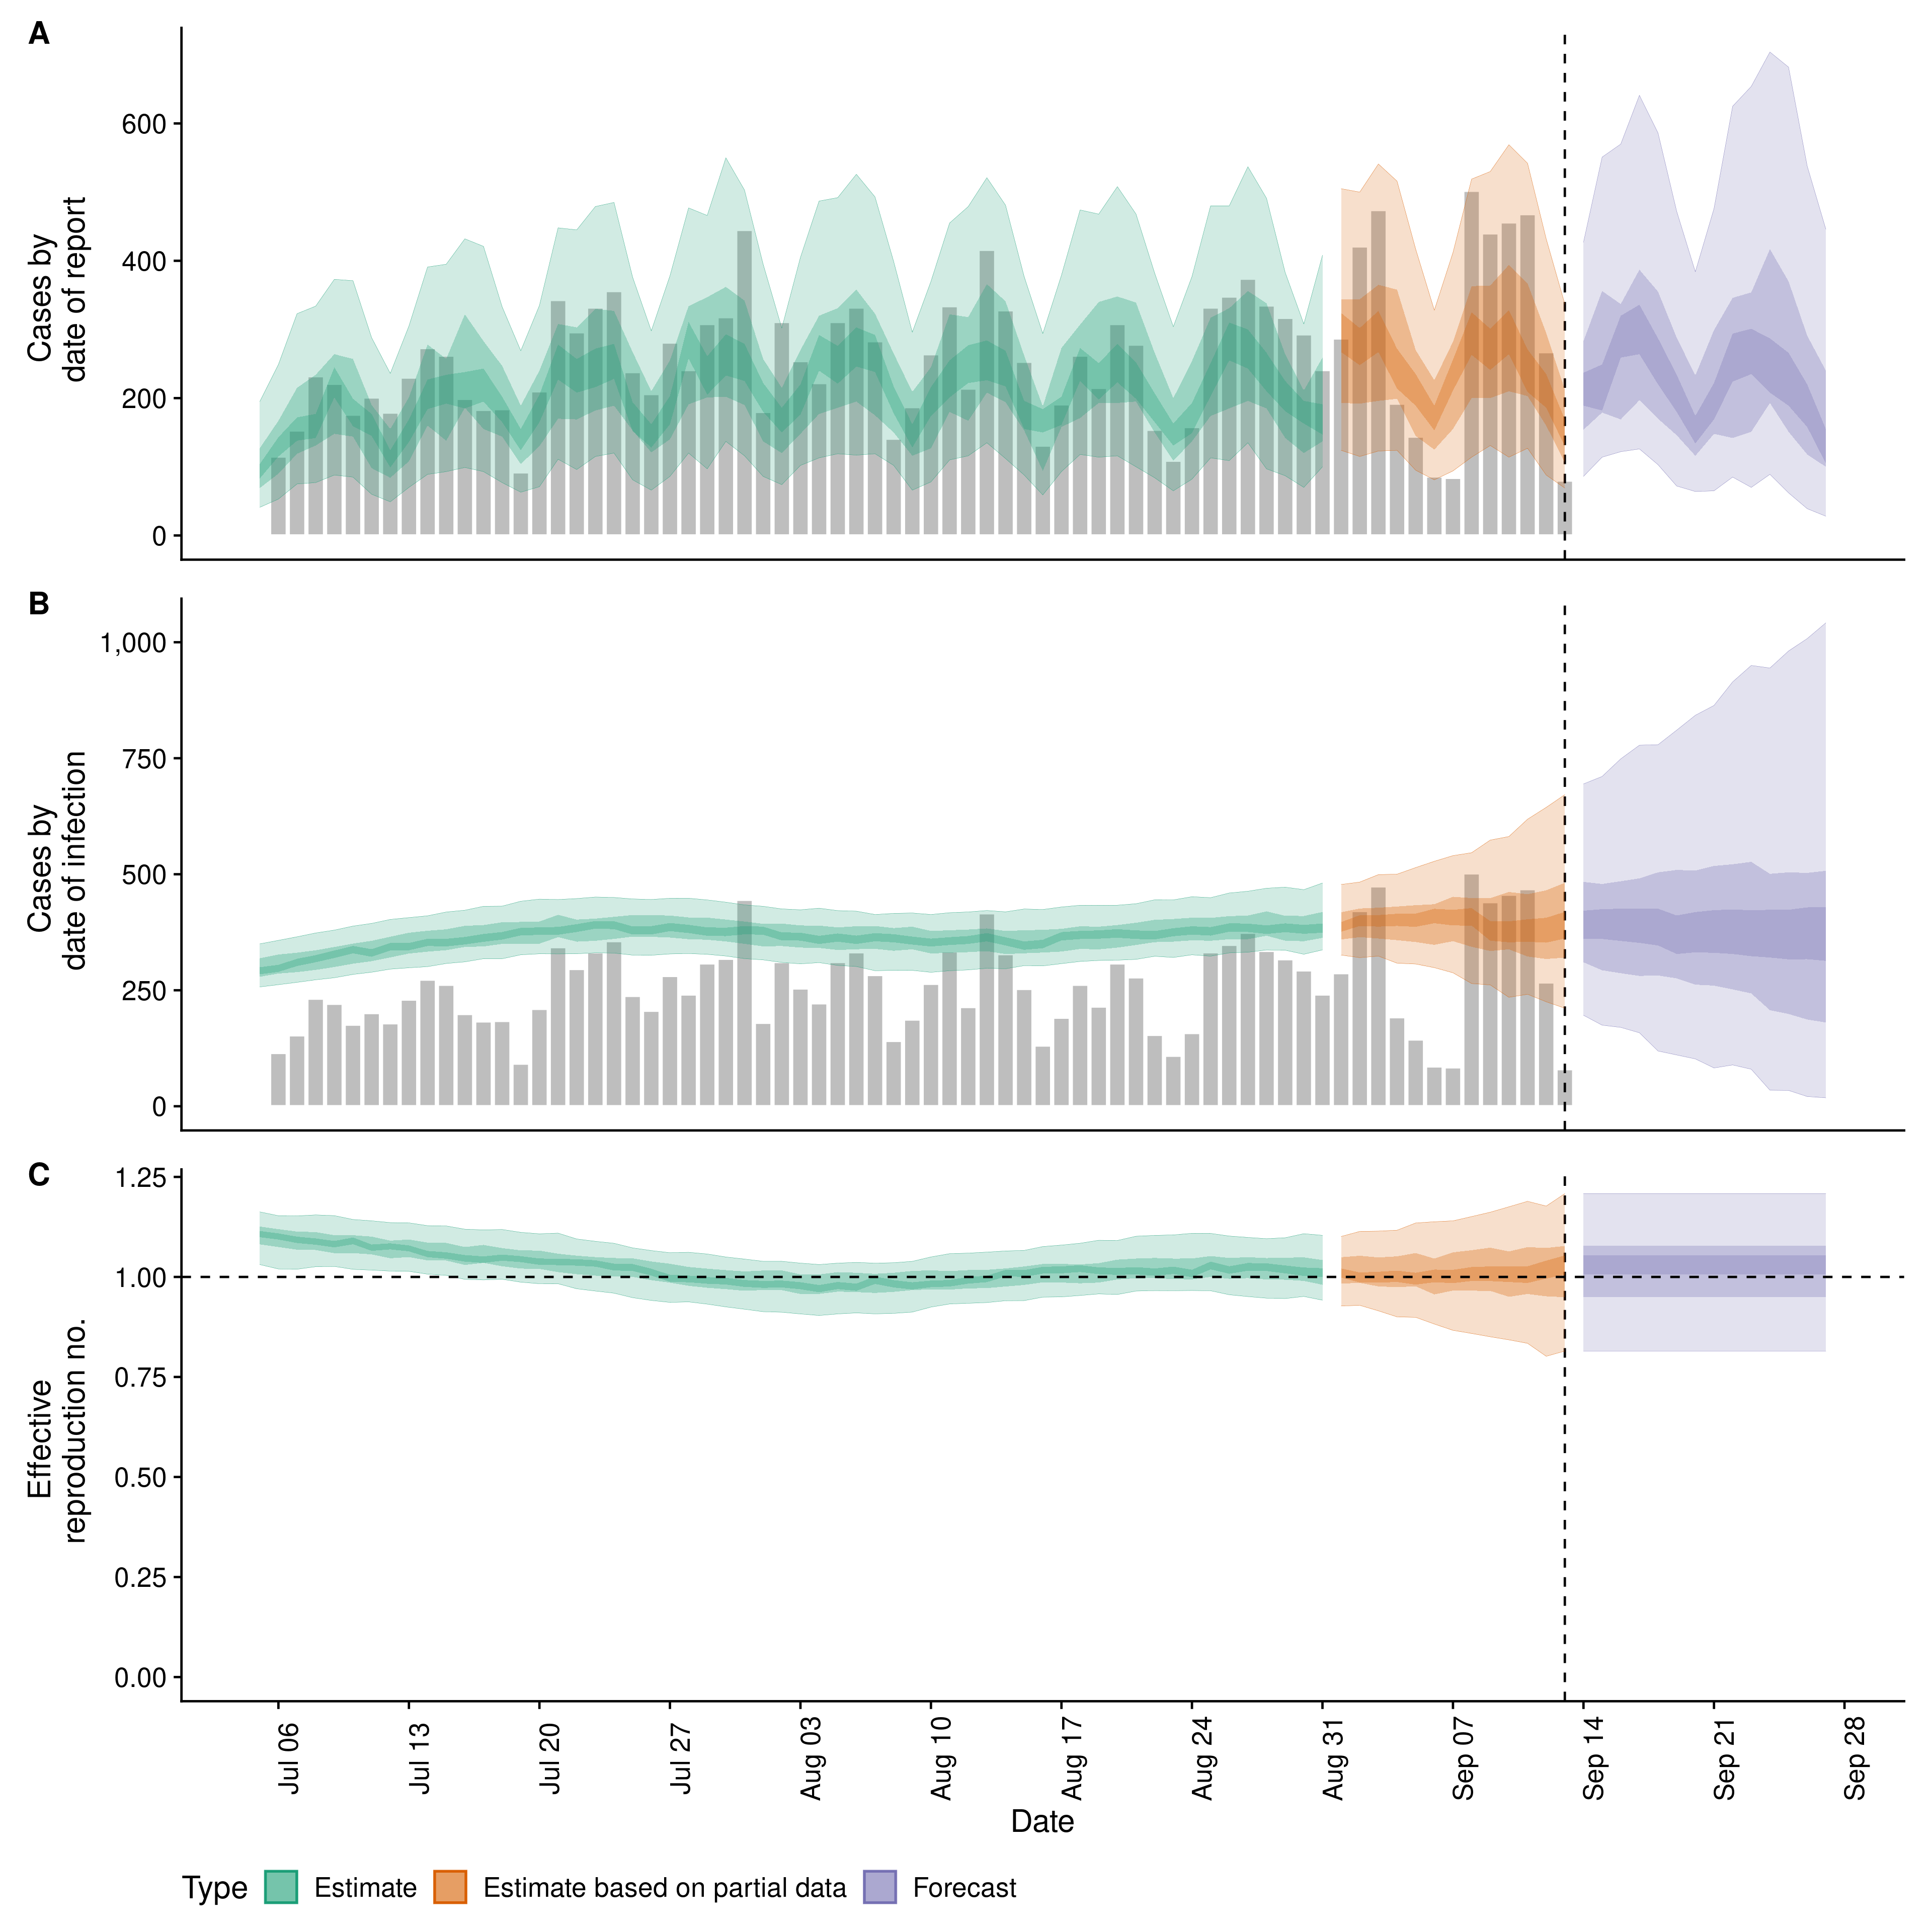 A
Cases by
date of report
600
400
200
0
B
Cases by
date of infection
1,000
750
500
250
0
C
Effective
reproduction no.
1.25
1.00
0.75
0.50
0.25
0.00
Jul 06
Jul 13
Jul 20
Jul 27
Aug 03
Aug 10
Aug 17
Aug 24
Aug 31
Sep 07
Sep 14
Sep 21
Sep 28
Date
Type Estimate Estimate based on partial data Forecast